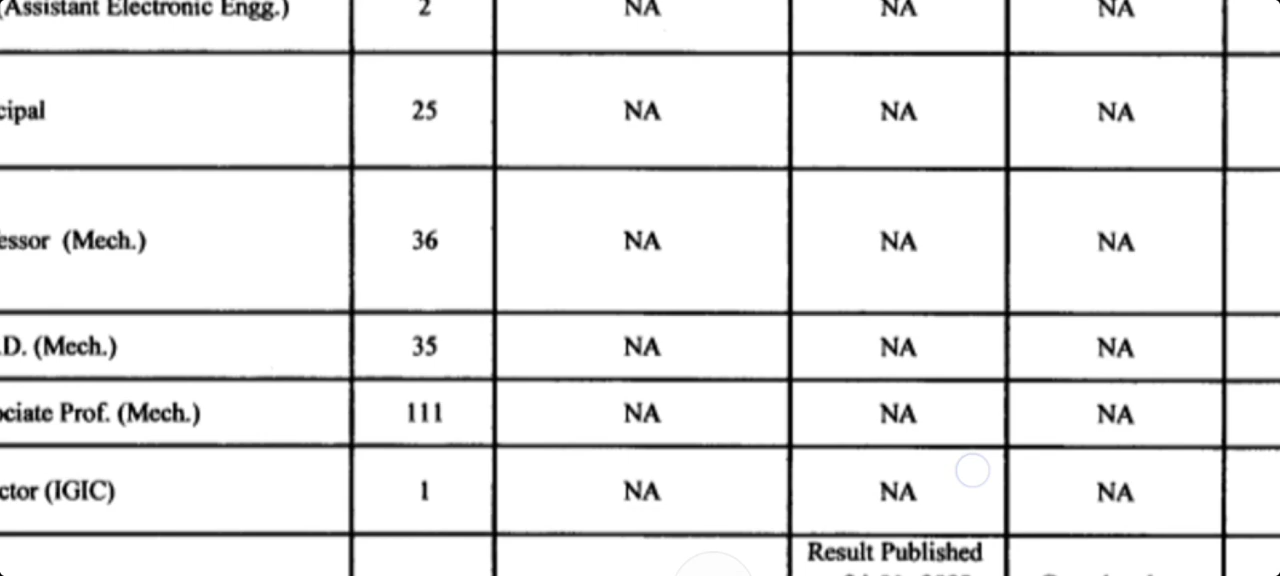 (Assistant Electronic Engg.) 2 NA NA NA
cipal 25 NA NA NA
essor (Mech.) 36 NA NA NA
.D. (Mech.) 35 NA NA NA
ociate Prof. (Mech.) 111 NA NA NA
ctor (IGIC) 1 NA NA NA
Result Published